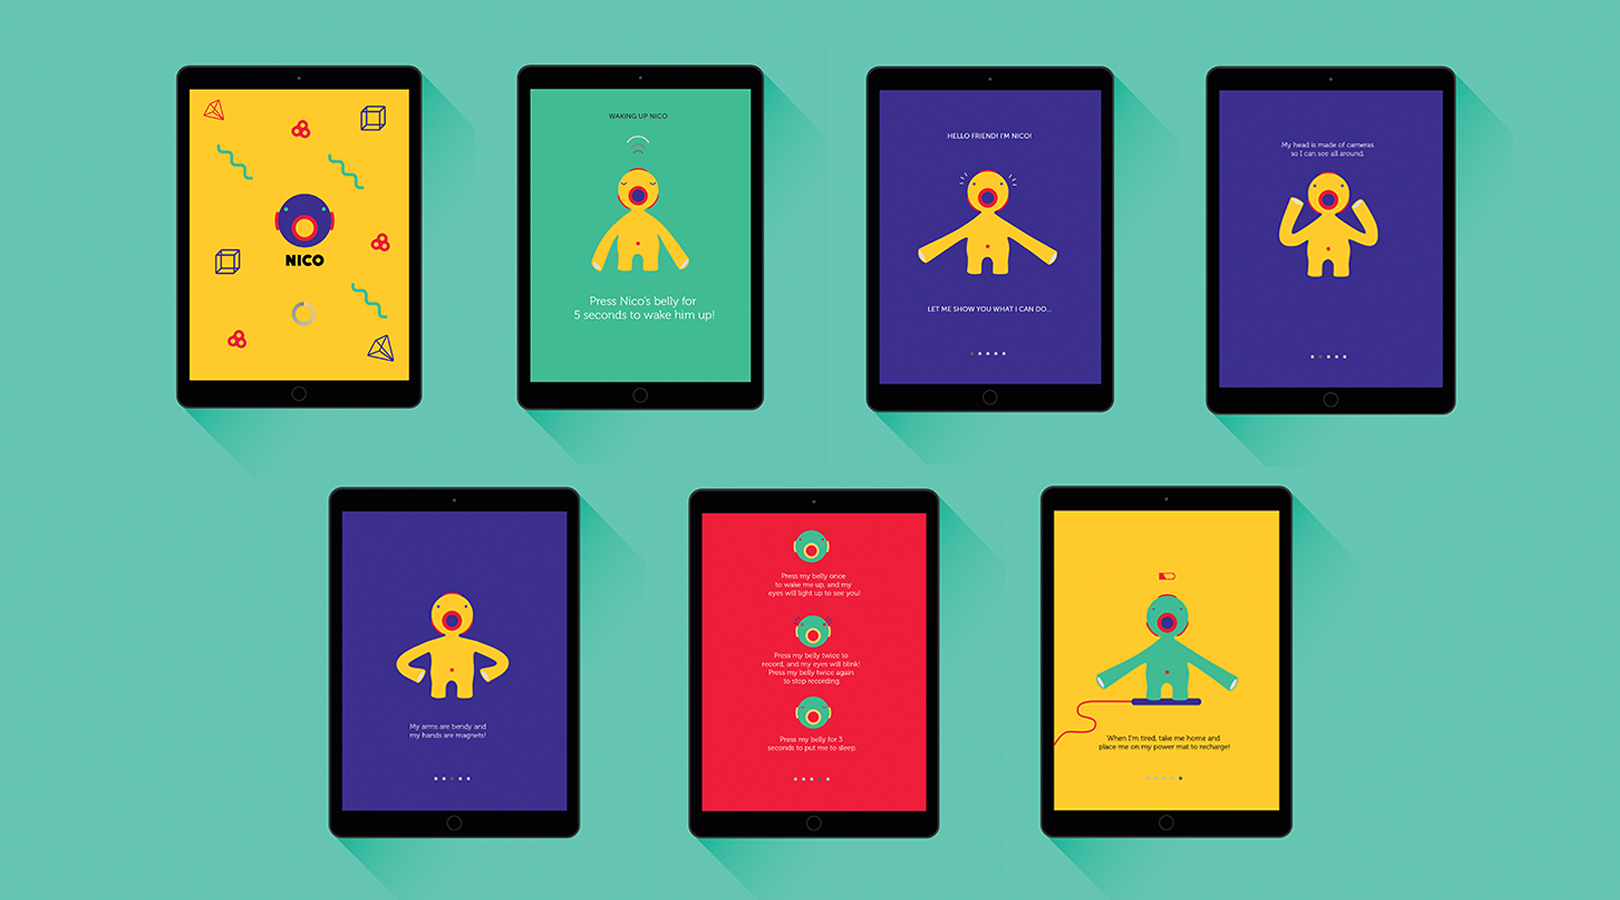 NICO
WAKING UP NICO
Press Nico's belly for
5 seconds to wake him up!
HELLO FRIEND! I'M NICO!
LET ME SHOW YOU WHAT I CAN DO...
My head is made of cameras
so I can see all around.
My arms are bendy and
my hands are magnets!
Press my belly once
to wake me up, and my
eyes will light up to see you!
Press my belly twice to
record, and my eyes will blink!
Press my belly twice again
to stop recording.
Press my belly for 3
seconds to put me to sleep.
When I'm tired, take me home and
place me on my power mat to recharge!